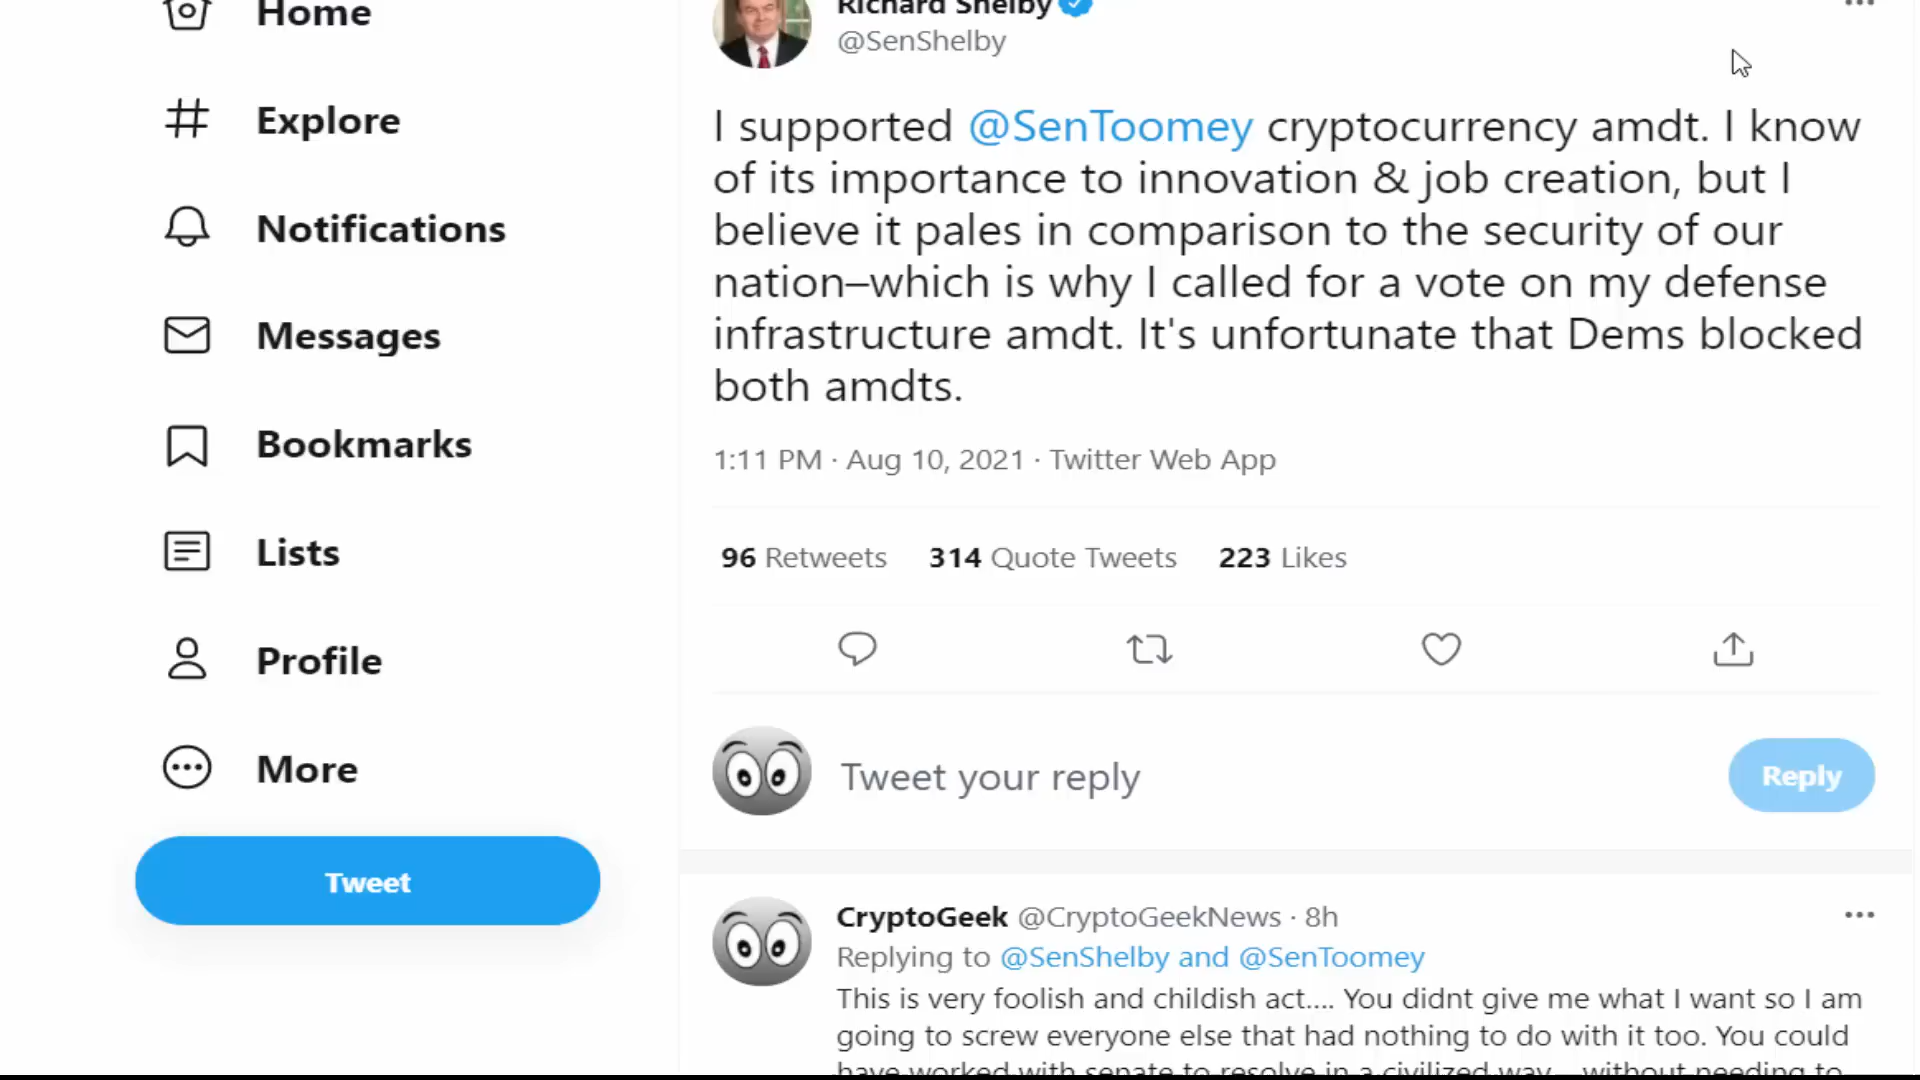 Home
Explore
Notifications
Messages
Bookmarks
Lists
Profile
More
Tweet
Richard Shelby
@SenShelby
I supported @SenToomey cryptocurrency amdt. I know
of its importance to innovation & job creation, but I
believe it pales in comparison to the security of our
nation–which is why I called for a vote on my defense
infrastructure amdt. It's unfortunate that Dems blocked
both amdts.
1:11 PM · Aug 10, 2021 · Twitter Web App
96 Retweets 314 Quote Tweets 223 Likes
Tweet your reply
Reply
CryptoGeek @CryptoGeekNews · 8h
Replying to @SenShelby and @SenToomey
This is very foolish and childish act.... You didnt give me what I want so I am
going to screw everyone else that had nothing to do with it too. You could
have worked with senate to resolve in a civilized way... without needing to